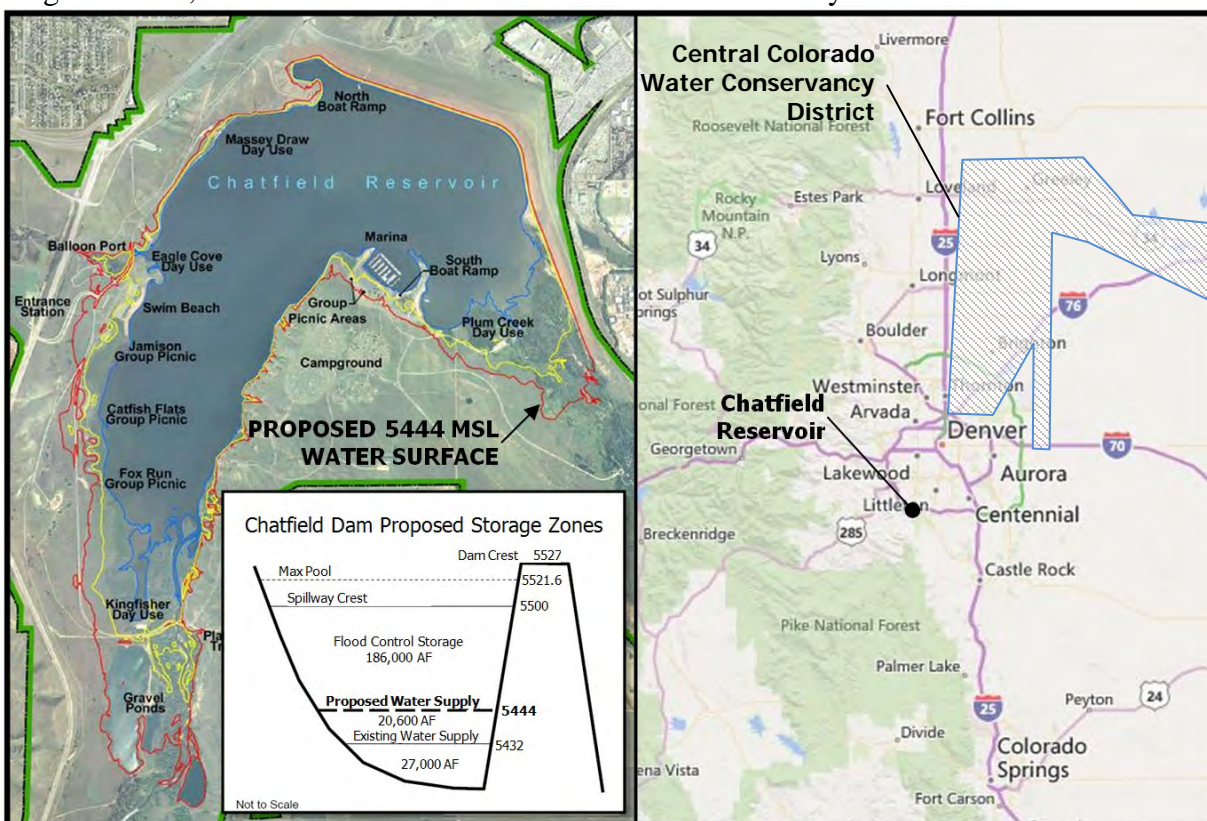 North
Boat Ramp
Massey Draw
Day Use
Chatfield Reservoir
Balloon Port
Eagle Cove
Day Use
Marina
South
Boat Ramp
Entrance
Station
Swim Beach
Group
Picnic Areas
Plum Creek
Day Use
Jamison
Group Picnic
Campground
Catfish Flats
Group Picnic
PROPOSED 5444 MSL
WATER SURFACE
Fox Run
Group Picnic
Kingfisher
Day Use
Gravel
Ponds
Chatfield Dam Proposed Storage Zones
Dam Crest 5527
Max Pool
5521.6
Spillway Crest
5500
Flood Control Storage
186,000 AF
Proposed Water Supply
5444
20,600 AF
Existing Water Supply
5432
27,000 AF
Not to Scale
Central Colorado
Water Conservancy
District
Livermore
Roosevelt National Forest
Fort Collins
Estes Park
Loveland
Greeley
Rocky
Mountain
N.P.
34
34
25
Lyons
Longmont
76
Boulder
Brighton
Westminster
Thornton
Arvada
Chatfield
Reservoir
Denver
70
Georgetown
Lakewood
Aurora
Littleton
Centennial
285
Breckenridge
Castle Rock
Pike National Forest
Palmer Lake
Peyton
24
25
Divide
Colorado
Springs
Fort Carson